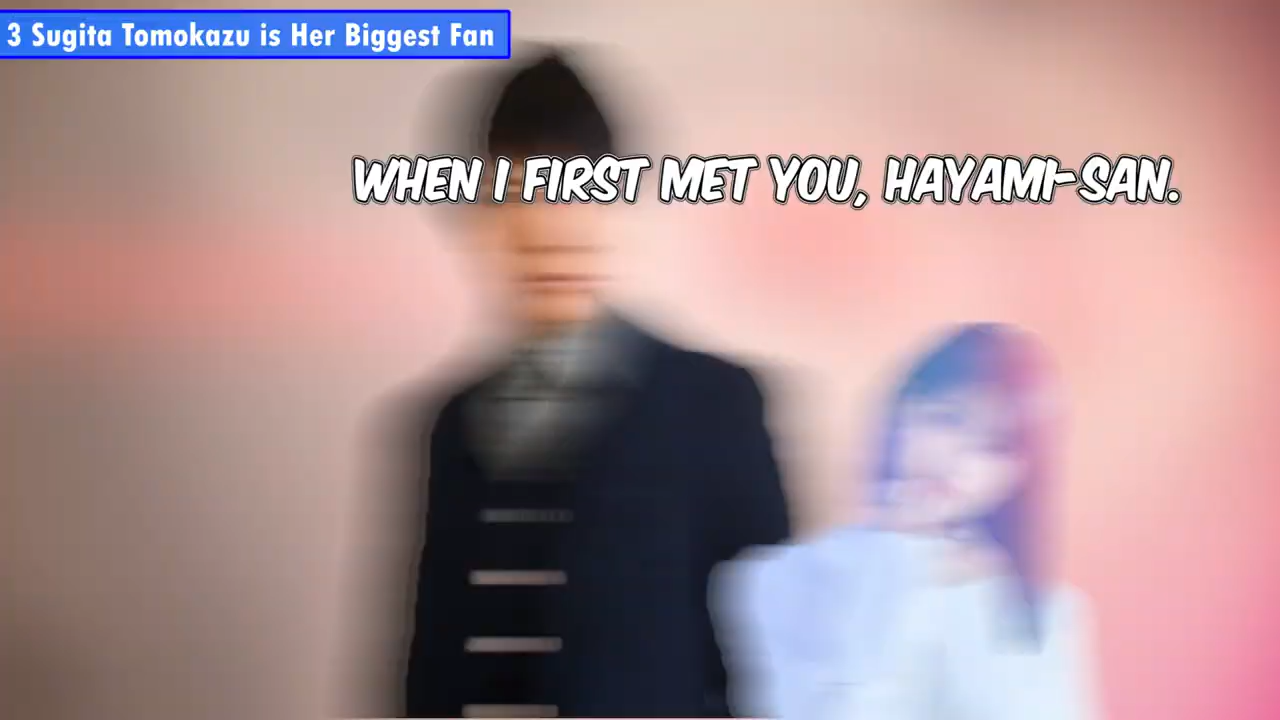 3 Sugita Tomokazu is Her Biggest Fan
WHEN I FIRST MET YOU, HAYAMI-SAN.